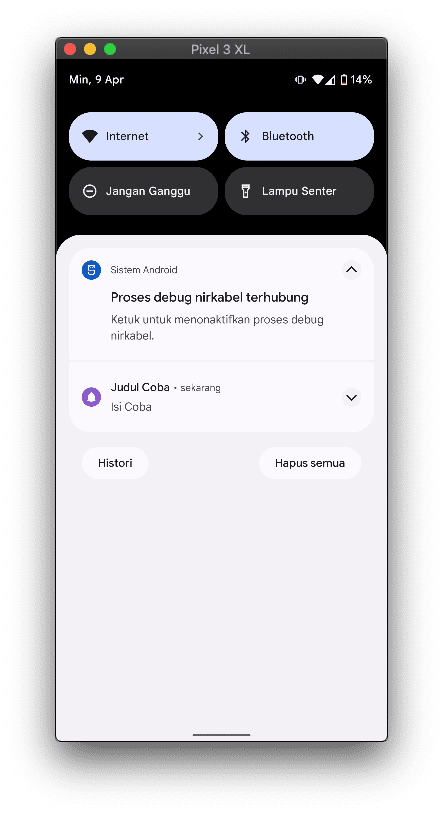 Pixel 3 XL
Min, 9 Apr 14%
Internet Bluetooth
Jangan Ganggu Lampu Senter
Sistem Android
Proses debug nirkabel terhubung
Ketuk untuk menonaktifkan proses debug
nirkabel.
Judul Coba • sekarang
Isi Coba
Histori Hapus semua